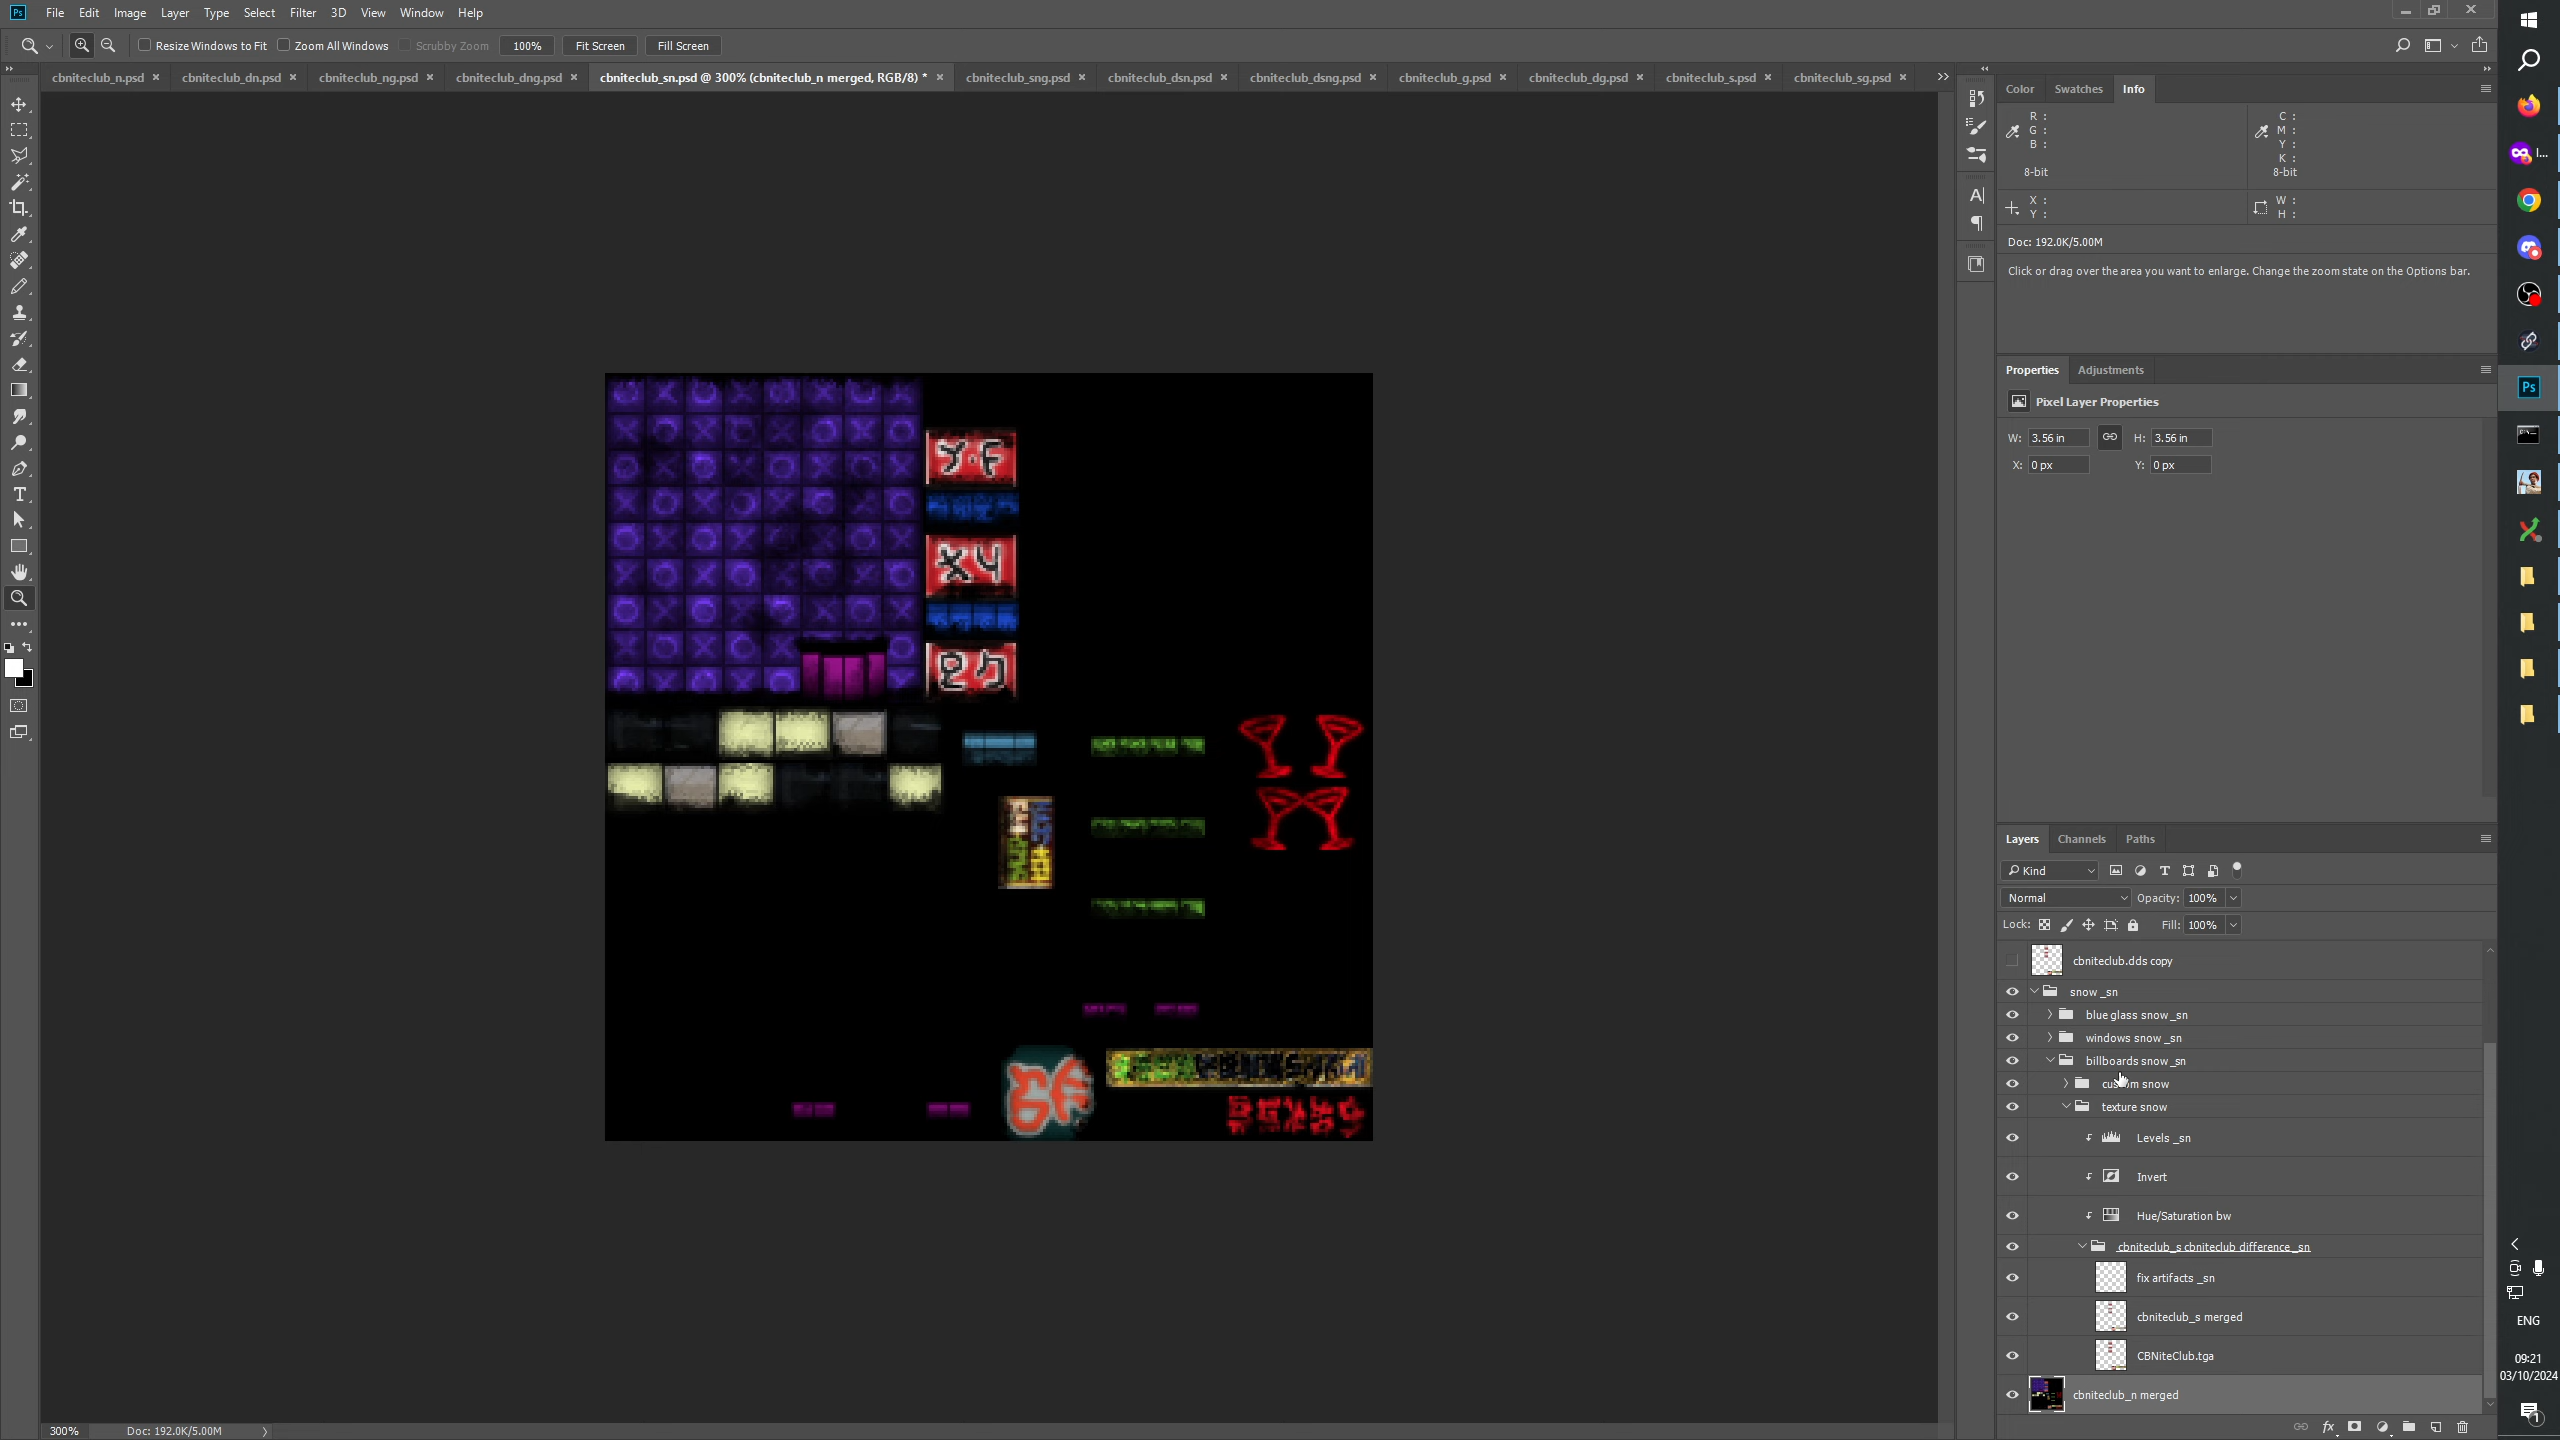 Ps File Edit Image Layer Type Select Filter 3D View Window Help
Resize Windows to Fit Zoom All Windows Scrubby Zoom 100% Fit Screen Fill Screen
cbniteclub_n.psd × cbniteclub_dn.psd × cbniteclub_ng.psd × cbniteclub_dng.psd × cbniteclub_sn.psd @ 300% (cbniteclub_n merged, RGB/8) * × cbniteclub_sng.psd × cbniteclub_dsn.psd × cbniteclub_dsng.psd × cbniteclub_g.psd × cbniteclub_dg.psd × cbniteclub_s.psd × cbniteclub_sg.psd ×
Color Swatches Info
R : C :
G : M :
B : Y :
K :
8-bit 8-bit
X : W :
Y : H :
Doc: 192.0K/5.00M
Click or drag over the area you want to enlarge. Change the zoom state on the Options bar.
Properties Adjustments
Pixel Layer Properties
W: 3.56 in H: 3.56 in
X: 0 px Y: 0 px
Layers Channels Paths
Kind
Normal Opacity: 100%
Lock: Fill: 100%
cbniteclub.dds copy
snow _sn
blue glass snow _sn
windows snow _sn
billboards snow _sn
custom snow
texture snow
Levels _sn
Invert
Hue/Saturation bw
cbniteclub_s cbniteclub difference _sn
fix artifacts _sn
cbniteclub_s merged
CBNiteClub.tga
cbniteclub_n merged
300% Doc: 192.0K/5.00M
I...
Ps
ENG
09:21
03/10/2024
1